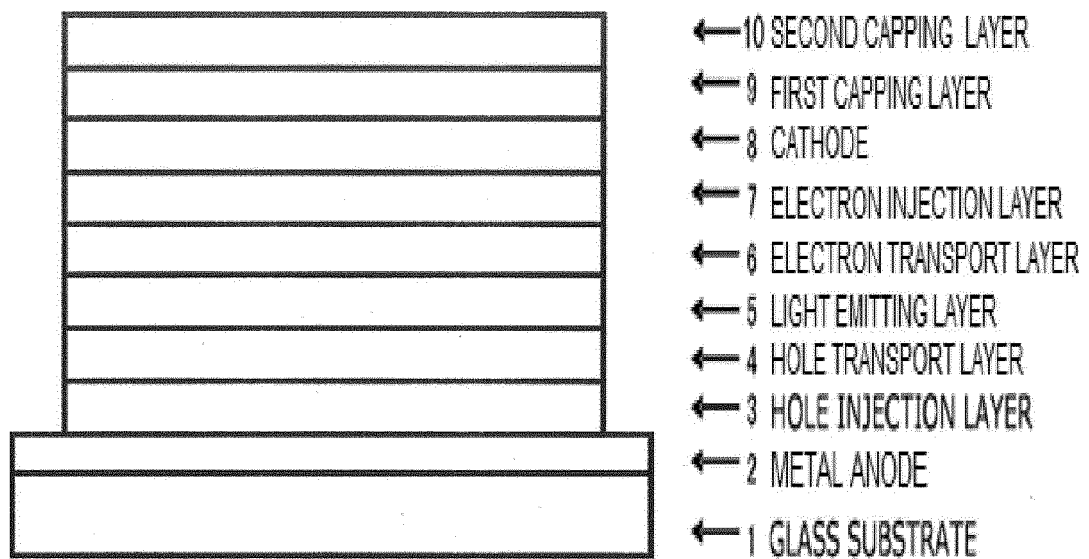 10 SECOND CAPPING LAYER
9 FIRST CAPPING LAYER
8 CATHODE
7 ELECTRON INJECTION LAYER
6 ELECTRON TRANSPORT LAYER
5 LIGHT EMITTING LAYER
4 HOLE TRANSPORT LAYER
3 HOLE INJECTION LAYER
2 METAL ANODE
1 GLASS SUBSTRATE